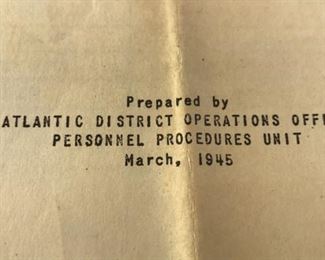 Prepared by
ATLANTIC DISTRICT OPERATIONS OFF
PERSONNEL PROCEDURES UNIT
March, 1945